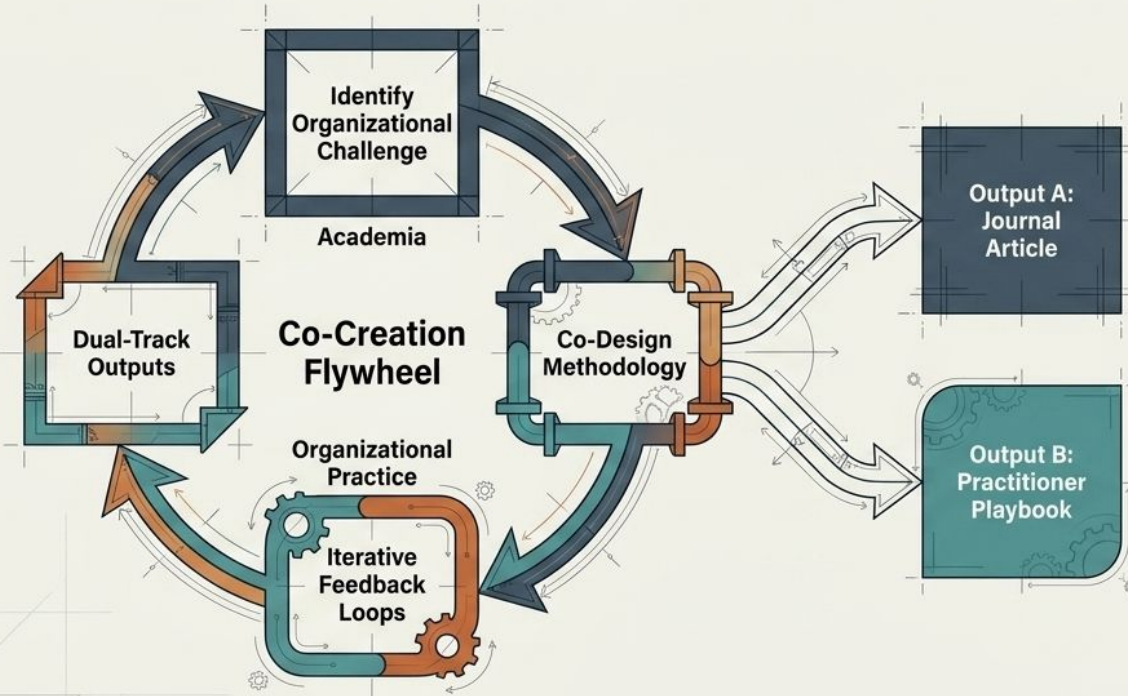 Identify
Organizational
Challenge
Academia
Co-Creation
Flywheel
Dual-Track
Outputs
Co-Design
Methodology
Organizational
Practice
Iterative
Feedback
Loops
Output A:
Journal
Article
Output B:
Practitioner
Playbook